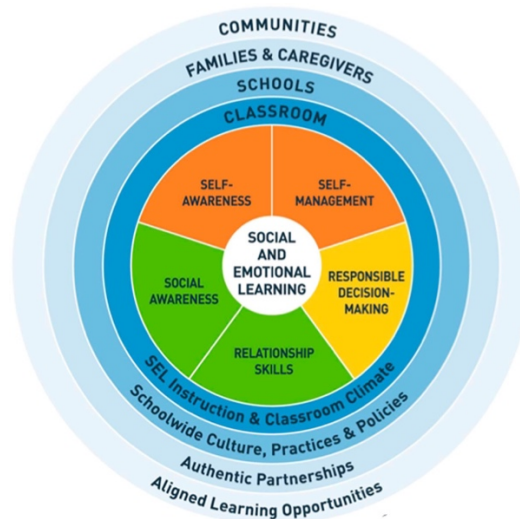 COMMUNITIES
FAMILIES & CAREGIVERS
SCHOOLS
CLASSROOM
SELF-
AWARENESS
SELF-
MANAGEMENT
SOCIAL
AND
EMOTIONAL
LEARNING
SOCIAL
AWARENESS
RESPONSIBLE
DECISION-
MAKING
RELATIONSHIP
SKILLS
SEL Instruction & Classroom Climate
Schoolwide Culture, Practices & Policies
Authentic Partnerships
Aligned Learning Opportunities